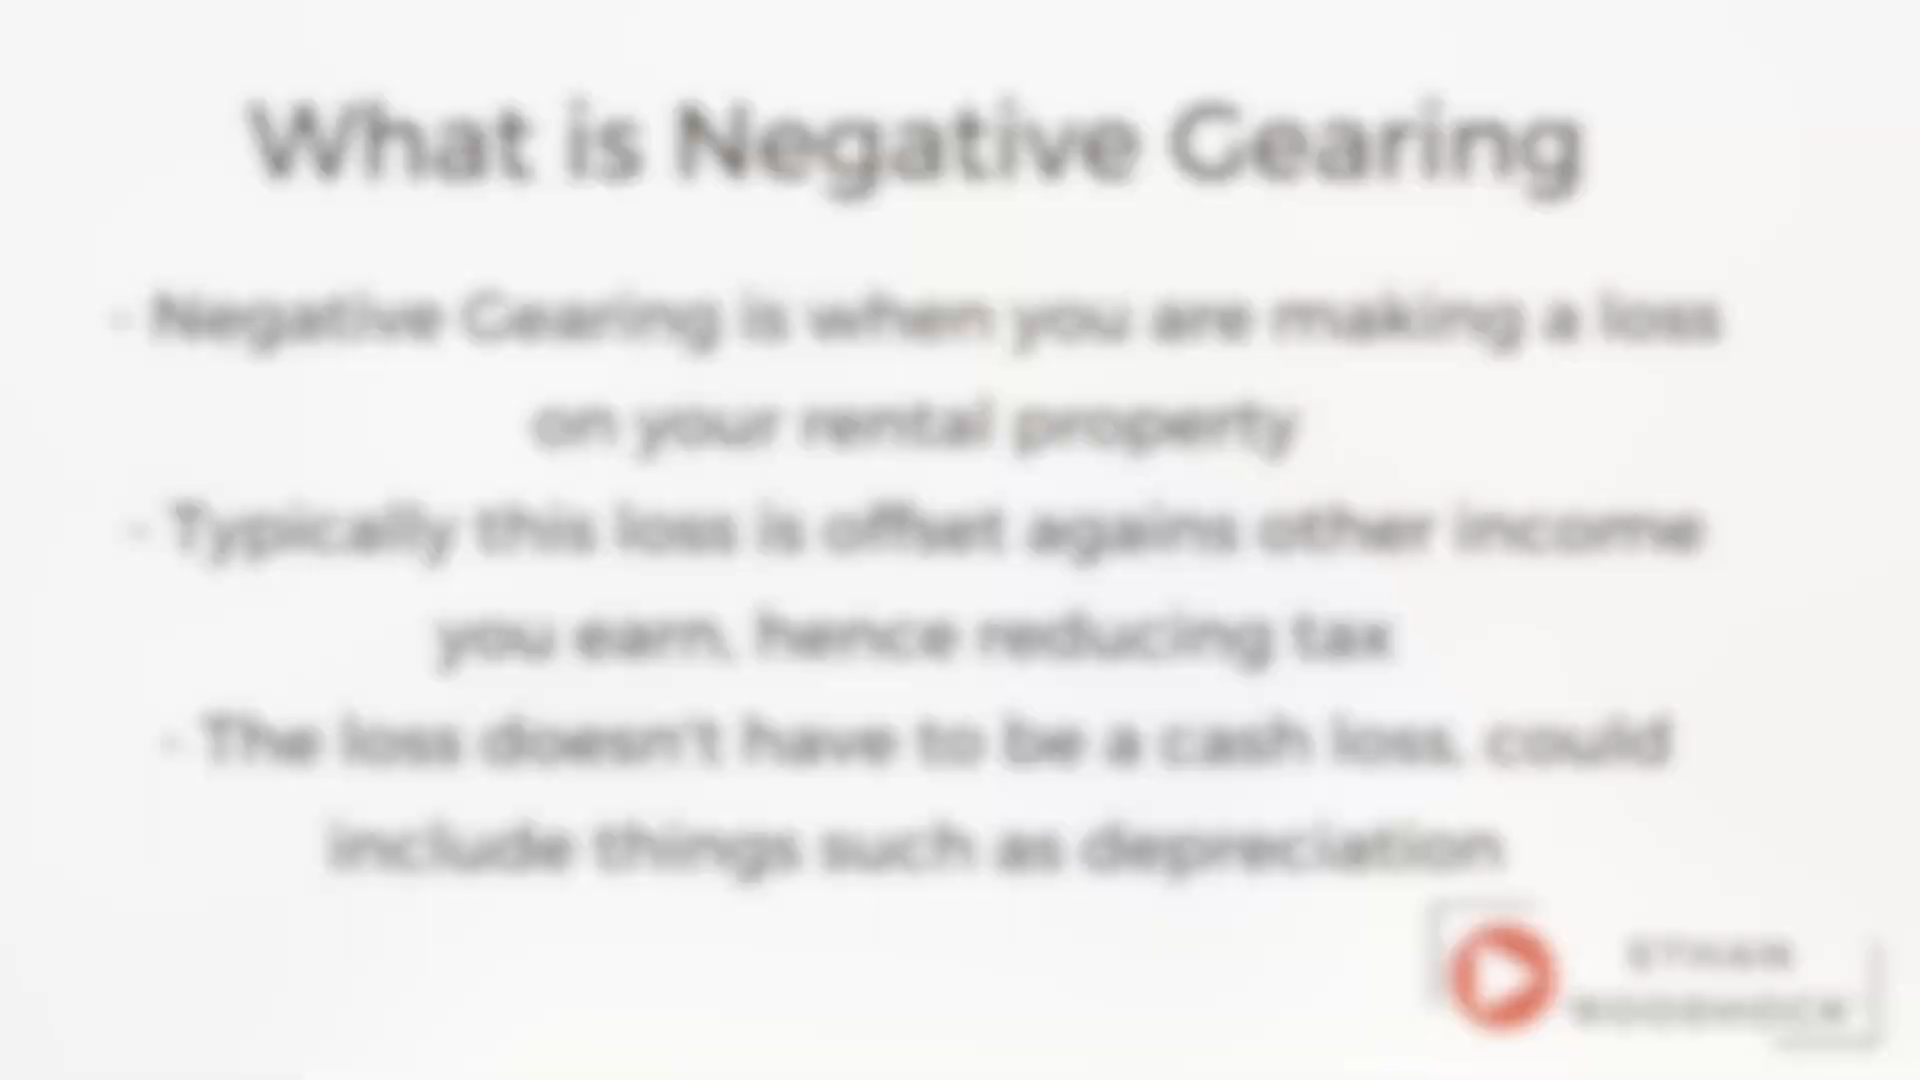 What is Negative Gearing
- Negative Gearing is when you are making a loss
on your rental property
- Typically this loss is offset agains other income
you earn, hence reducing tax
- The loss doesn't have to be a cash loss, could
include things such as depreciation
ETHAN